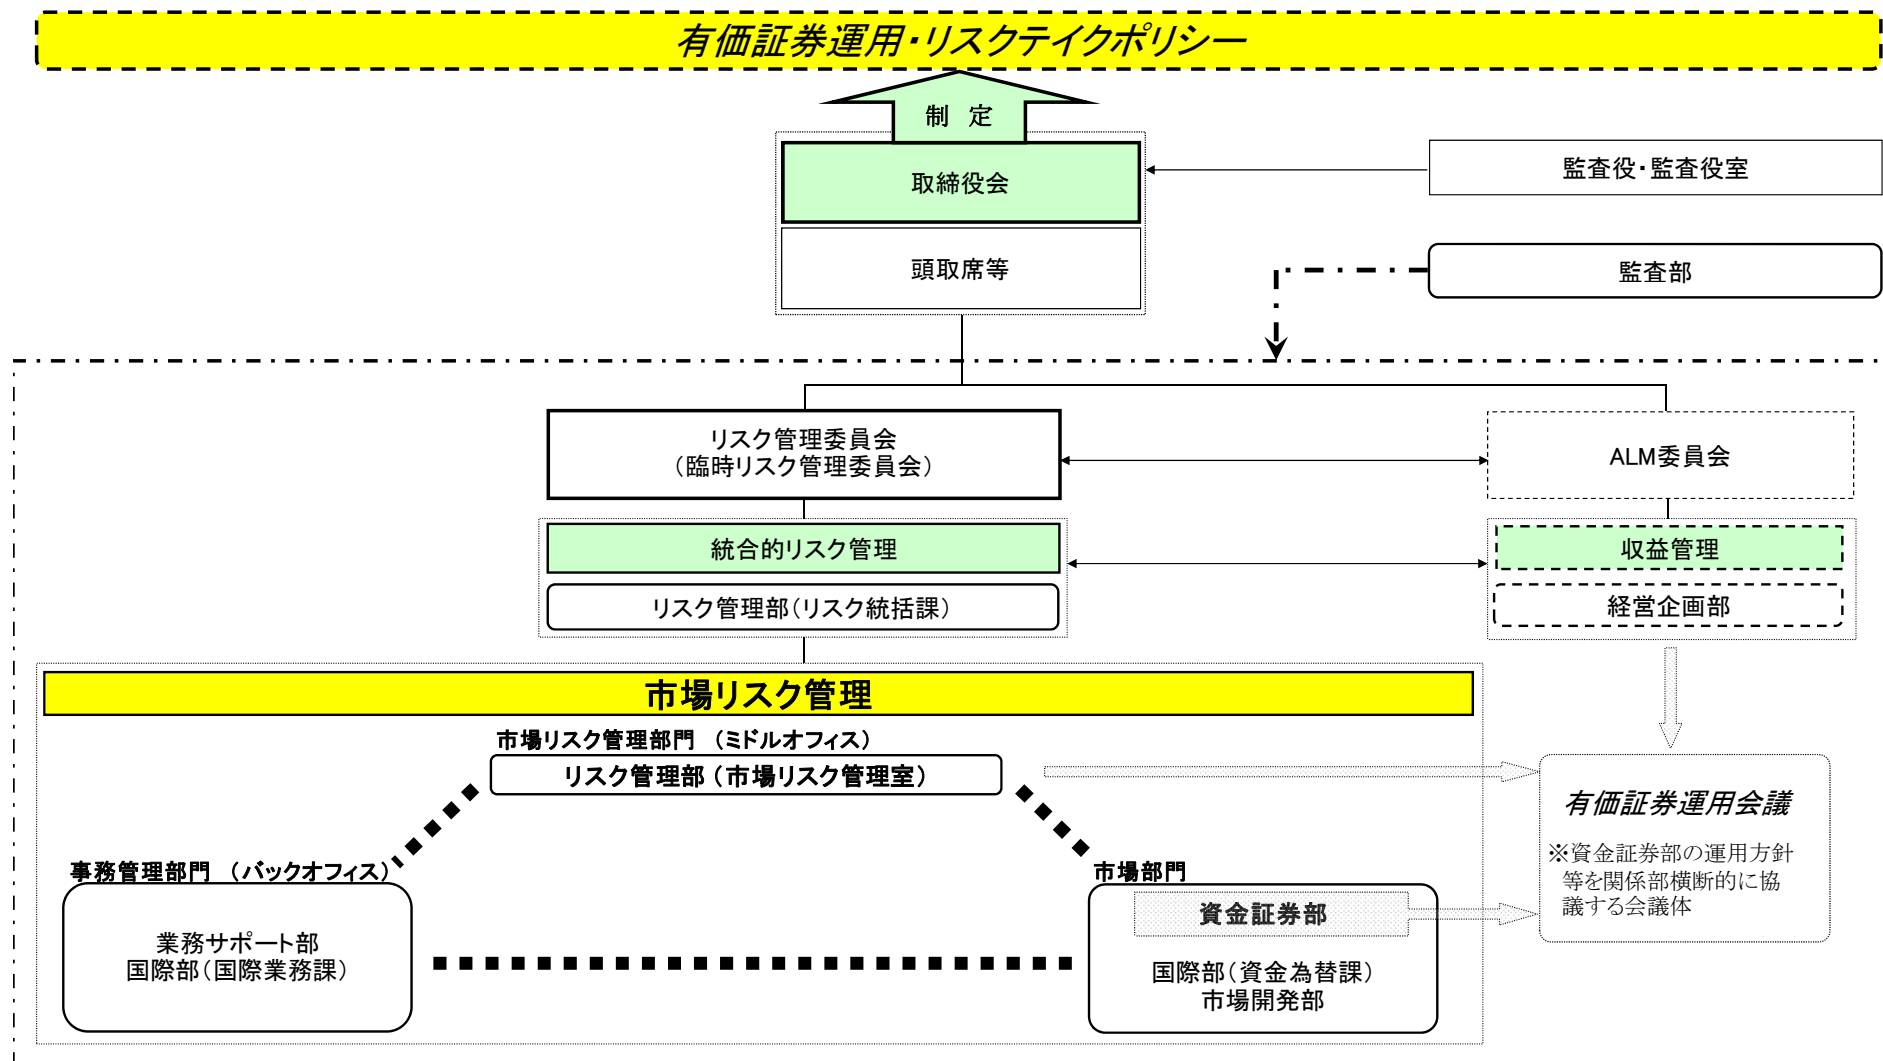 有価証券運用・リスクテイクポリシー
制　定
取締役会
監査役・監査役室
頭取席等
監査部
リスク管理委員会
（臨時リスク管理委員会）
ALM委員会
統合的リスク管理
収益管理
リスク管理部（リスク統括課）
経営企画部
市場リスク管理
市場リスク管理部門　（ミドルオフィス）
リスク管理部（市場リスク管理室）
有価証券運用会議
※資金証券部の運用方針
等を関係部横断的に協
議する会議体
事務管理部門　（バックオフィス）
業務サポート部
国際部（国際業務課）
市場部門
資金証券部
国際部（資金為替課）
市場開発部